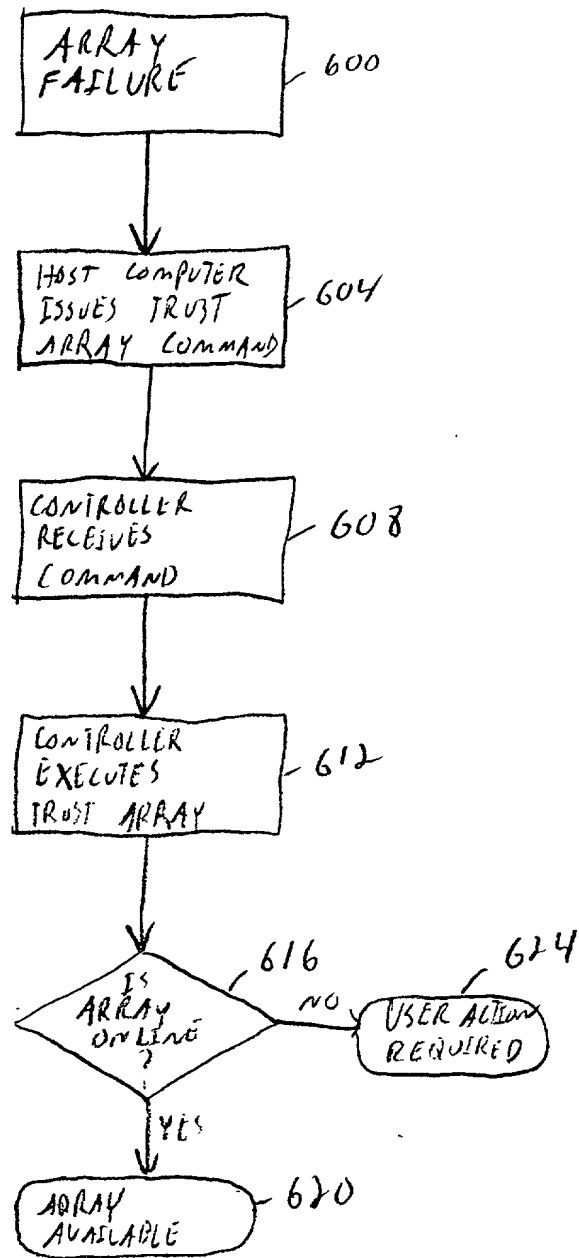 ARRAY
FAILURE
600
HOST COMPUTER
ISSUES TRUST
ARRAY COMMAND
604
CONTROLLER
RECEIVES
COMMAND
608
CONTROLLER
EXECUTES
TRUST ARRAY
612
IS
ARRAY
ONLINE
?
616
NO
USER ACTION
REQUIRED
624
YES
ARRAY
AVAILABLE
620